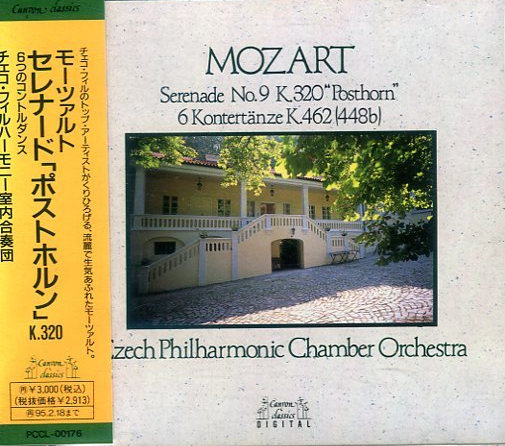 Canyon classics
モーツァルト
セレナード「ポストホルン」
K.320
6つのコントルダンス
チェコ・フィルハーモニー室内合奏団
チェコ・フィルのトップ・アーティストがくりひろげる、流麗で生気あふれたモーツァルト。
Canyon
classics
㋫¥3,000(税込)
(税抜価格¥2,913)
㋫95.2.18まで
PCCL-00176
MOZART
Serenade No.9 K.320 "Posthorn"
6 Kontertänze K.462 (448b)
Czech Philharmonic Chamber Orchestra
Canyon
classics
DIGITAL